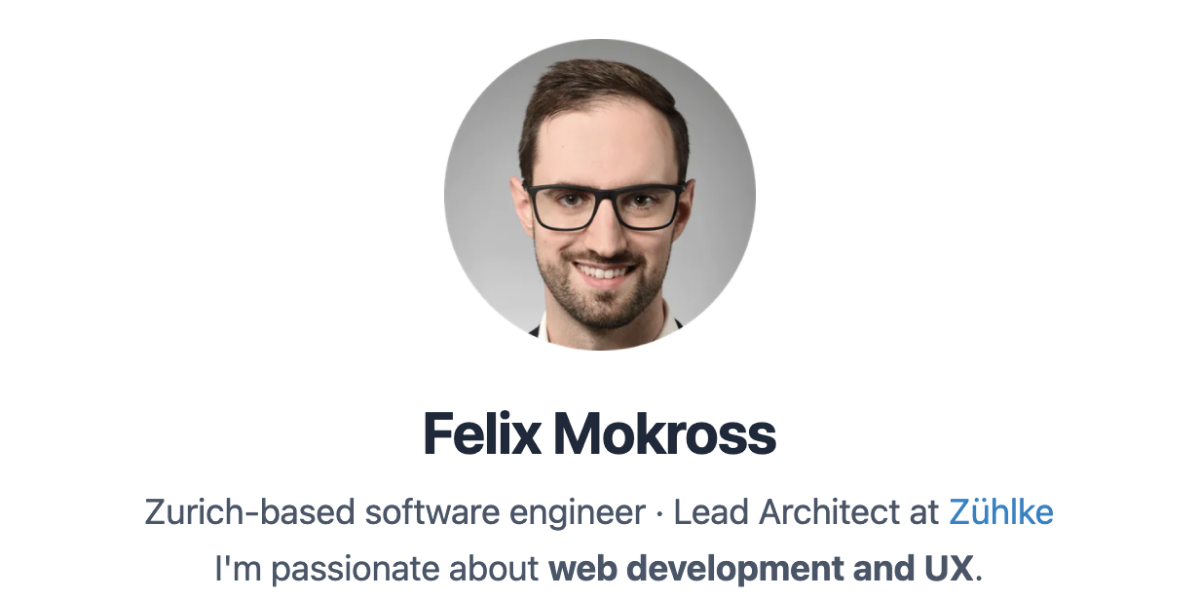 Felix Mokross
Zurich-based software engineer · Lead Architect at Zühlke
I'm passionate about web development and UX.